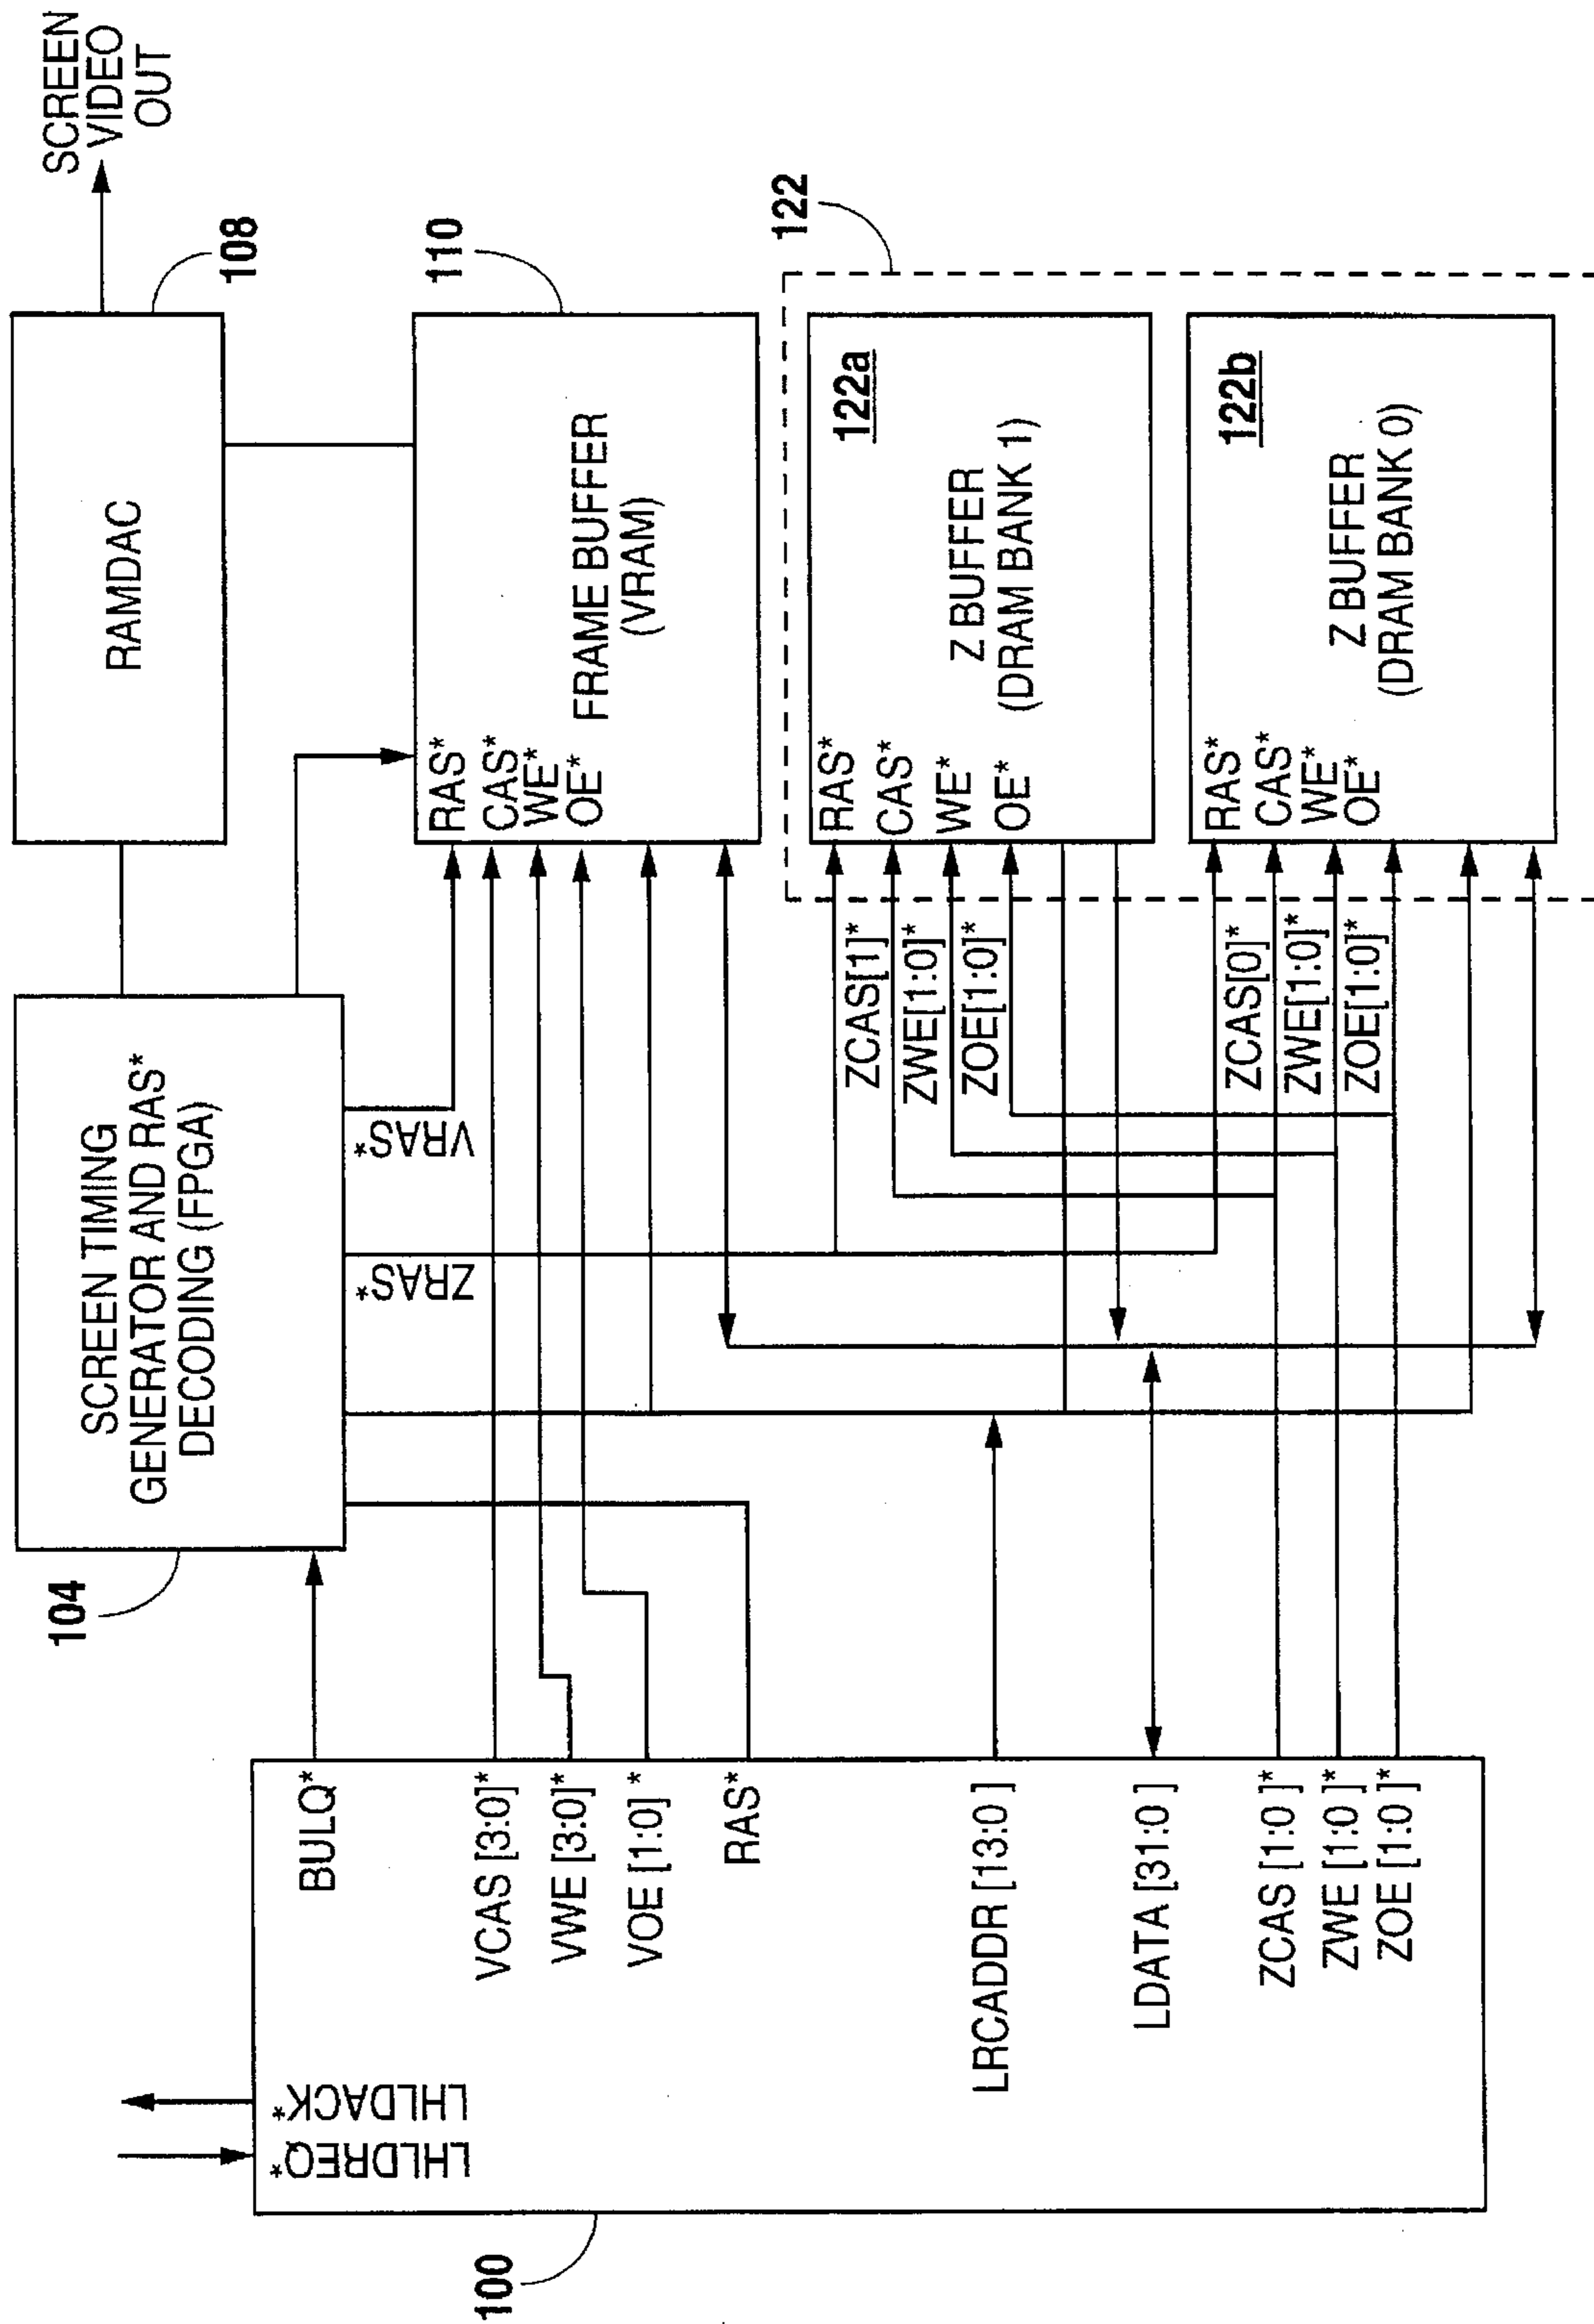 SCREEN
VIDEO
OUT
RAMDAC
108
SCREEN TIMING
GENERATOR AND RAS*
DECODING (FPGA)
104
VRAS*
ZRAS*
110
RAS*
CAS*
WE*
OE*
FRAME BUFFER
(VRAM)
122
122a
RAS*
CAS*
WE*
OE*
Z BUFFER
(DRAM BANK 1)
ZCAS[1]*
ZWE[1:0]*
ZOE[1:0]*
122b
RAS*
CAS*
WE*
OE*
Z BUFFER
(DRAM BANK 0)
ZCAS[0]*
ZWE[1:0]*
ZOE[1:0]*
100
LHLDREQ*
LHLDACK*
BULQ*
VCAS [3:0]*
VWE [3:0]*
VOE [1:0] *
RAS*
LRCADDR [13:0 ]
LDATA [31:0 ]
ZCAS [1:0 ]*
ZWE [1:0 ]*
ZOE [1:0 ]*